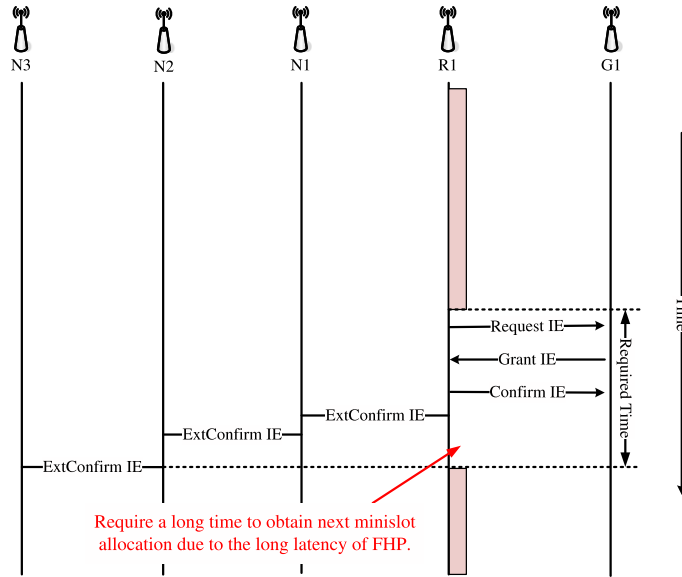 N3
N2
N1
R1
G1
Request IE
Grant IE
Confirm IE
ExtConfirm IE
ExtConfirm IE
ExtConfirm IE
Required Time
Require a long time to obtain next minislot
allocation due to the long latency of FHP.